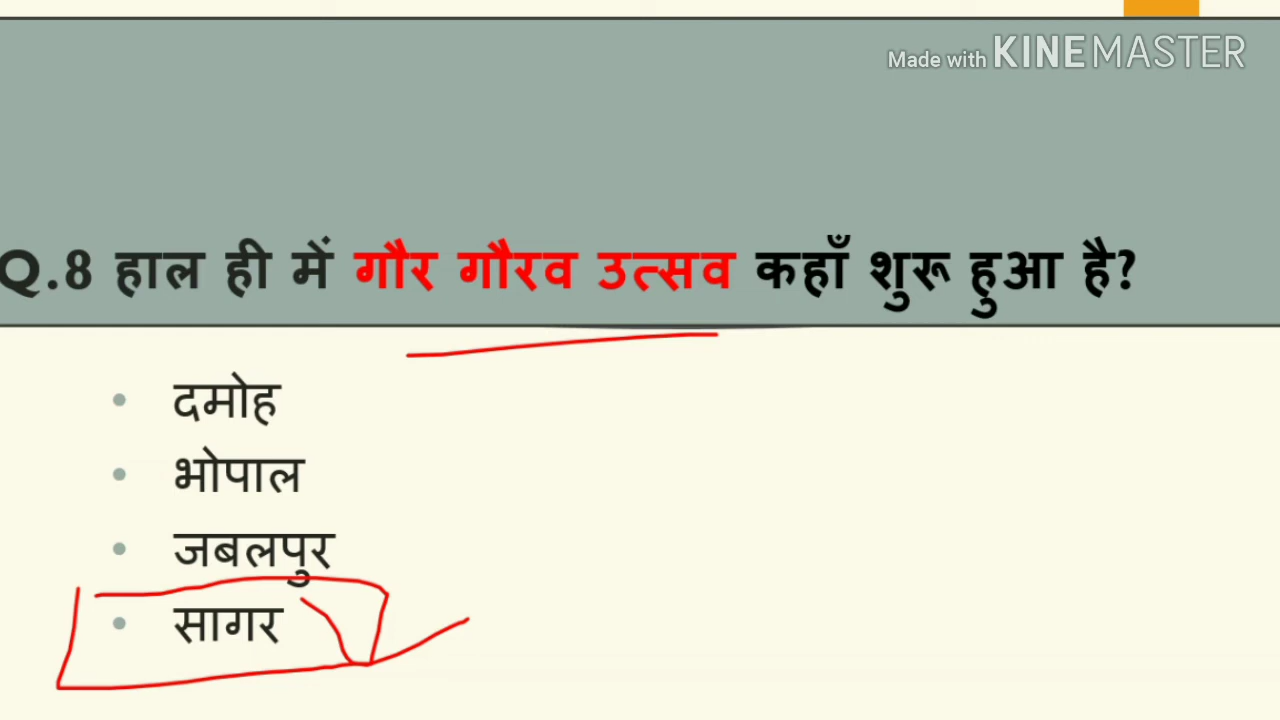 Made with KINEMASTER
Q.8 हाल ही में गौर गौरव उत्सव कहाँ शुरू हुआ है?
• दमोह
• भोपाल
• जबलपुर
• सागर